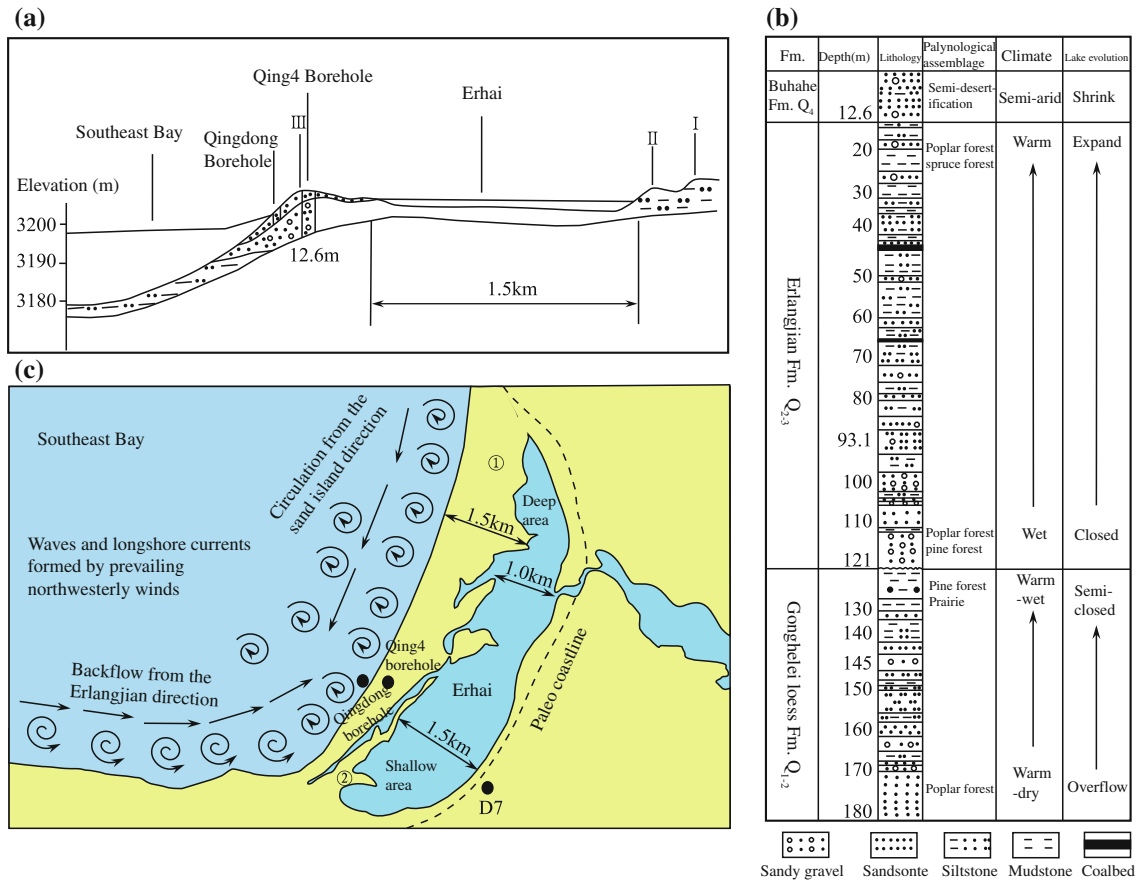 (a)
Qing4 Borehole
Erhai
Southeast Bay
Qingdong
Borehole
III
II
I
Elevation (m)
3200
3190
3180
12.6m
1.5km
(c)
Southeast Bay
Circulation from the
sand island direction
Waves and longshore currents
formed by prevailing
northwesterly winds
Backflow from the
Erlangjian direction
①
Deep
area
1.5km
1.0km
Qing4
borehole
Qingdong
borehole
Erhai
Paleo coastline
1.5km
②
Shallow
area
D7
(b)
Fm.
Depth(m)
Lithology
Palynological
assemblage
Climate
Lake evolution
Buhahe
Fm. Q4
12.6
Semi-desert-
ification
Semi-arid
Shrink
Erlangjian Fm. Q2-3
20
30
40
50
60
70
80
93.1
100
110
121
Poplar forest
spruce forest
Warm
Expand
Poplar forest
pine forest
Wet
Closed
Gonghelei loess Fm. Q1-2
130
140
145
150
160
170
180
Pine forest
Prairie
Warm
-wet
Semi-
closed
Poplar forest
Warm
-dry
Overflow
Sandy gravel
Sandsonte
Siltstone
Mudstone
Coalbed